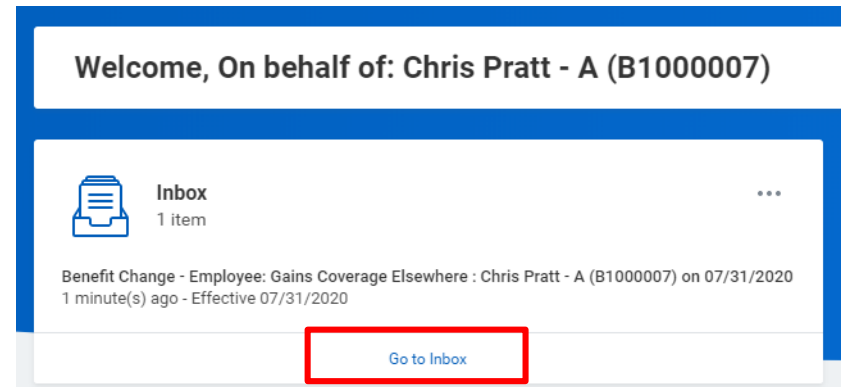 Welcome, On behalf of: Chris Pratt - A (B1000007)
Inbox
1 item
Benefit Change - Employee: Gains Coverage Elsewhere : Chris Pratt - A (B1000007) on 07/31/2020
1 minute(s) ago - Effective 07/31/2020
Go to Inbox